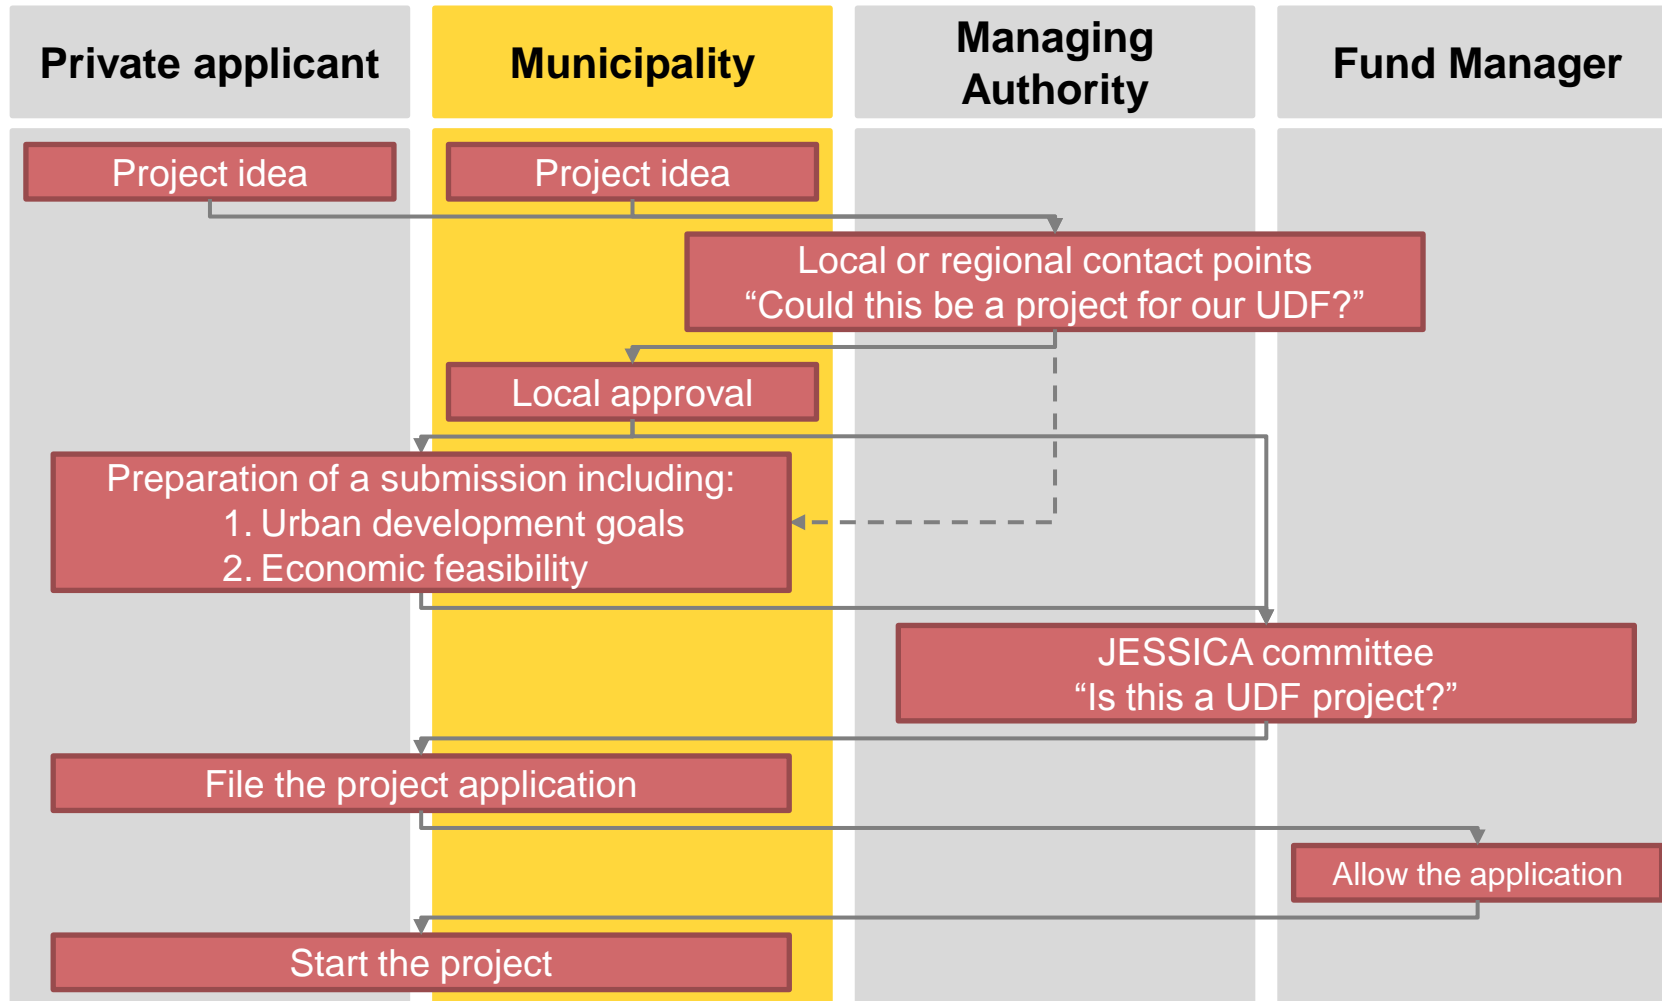 Private applicant
Municipality
Managing
Authority
Fund Manager
Project idea
Project idea
Local or regional contact points
“Could this be a project for our UDF?”
Local approval
Preparation of a submission including:
1. Urban development goals
2. Economic feasibility
JESSICA committee
“Is this a UDF project?”
File the project application
Allow the application
Start the project